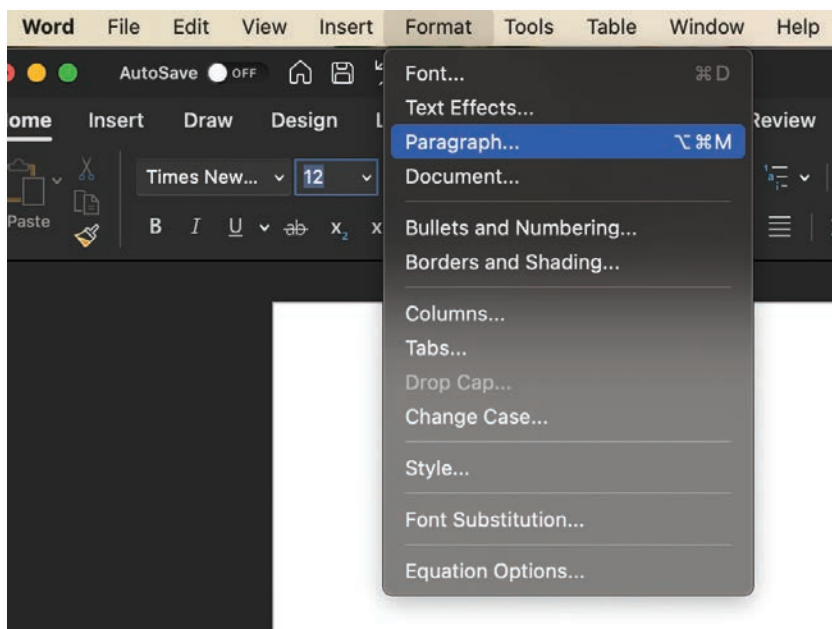 Word File Edit View Insert Format Tools Table Window Help
AutoSave OFF
ome Insert Draw Design L Review
Paste
Times New... 12
B I U ab x2 x
Font... ⌘D
Text Effects...
Paragraph... ⌥⌘M
Document...
Bullets and Numbering...
Borders and Shading...
Columns...
Tabs...
Drop Cap...
Change Case...
Style...
Font Substitution...
Equation Options...